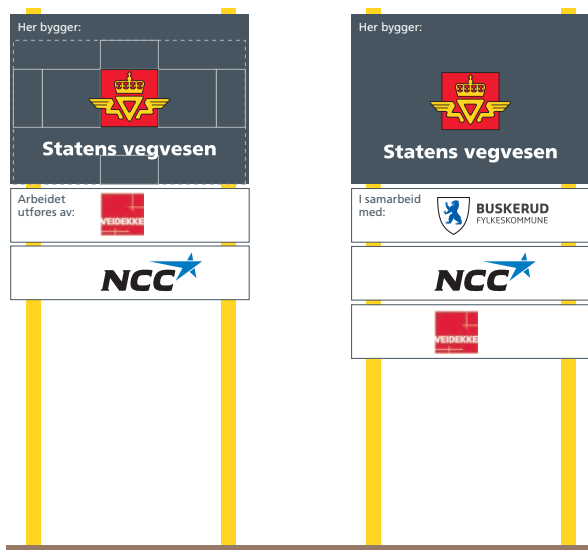 Her bygger:
Statens vegvesen
Arbeidet
utføres av:
VEIDEKKE
NCC
Her bygger:
Statens vegvesen
I samarbeid
med:
BUSKERUD
FYLKESKOMMUNE
NCC
VEIDEKKE